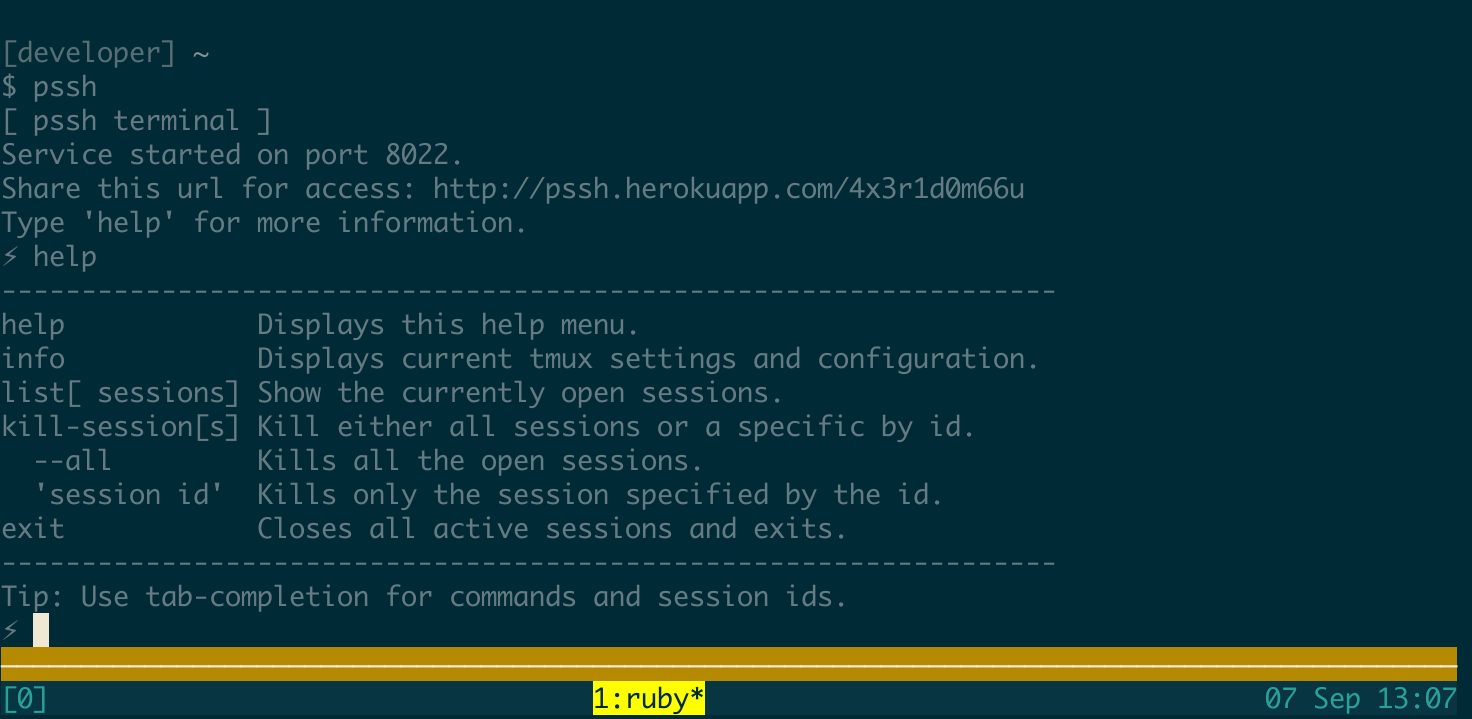 [developer] ~
$ pssh
[ pssh terminal ]
Service started on port 8022.
Share this url for access: http://pssh.herokuapp.com/4x3r1d0m66u
Type 'help' for more information.
⚡ help
------------------------------------------------------------------
help            Displays this help menu.
info            Displays current tmux settings and configuration.
list[ sessions] Show the currently open sessions.
kill-session[s] Kill either all sessions or a specific by id.
  --all         Kills all the open sessions.
  'session id'  Kills only the session specified by the id.
exit            Closes all active sessions and exits.
------------------------------------------------------------------
Tip: Use tab-completion for commands and session ids.
⚡
[0] 1:ruby* 07 Sep 13:07